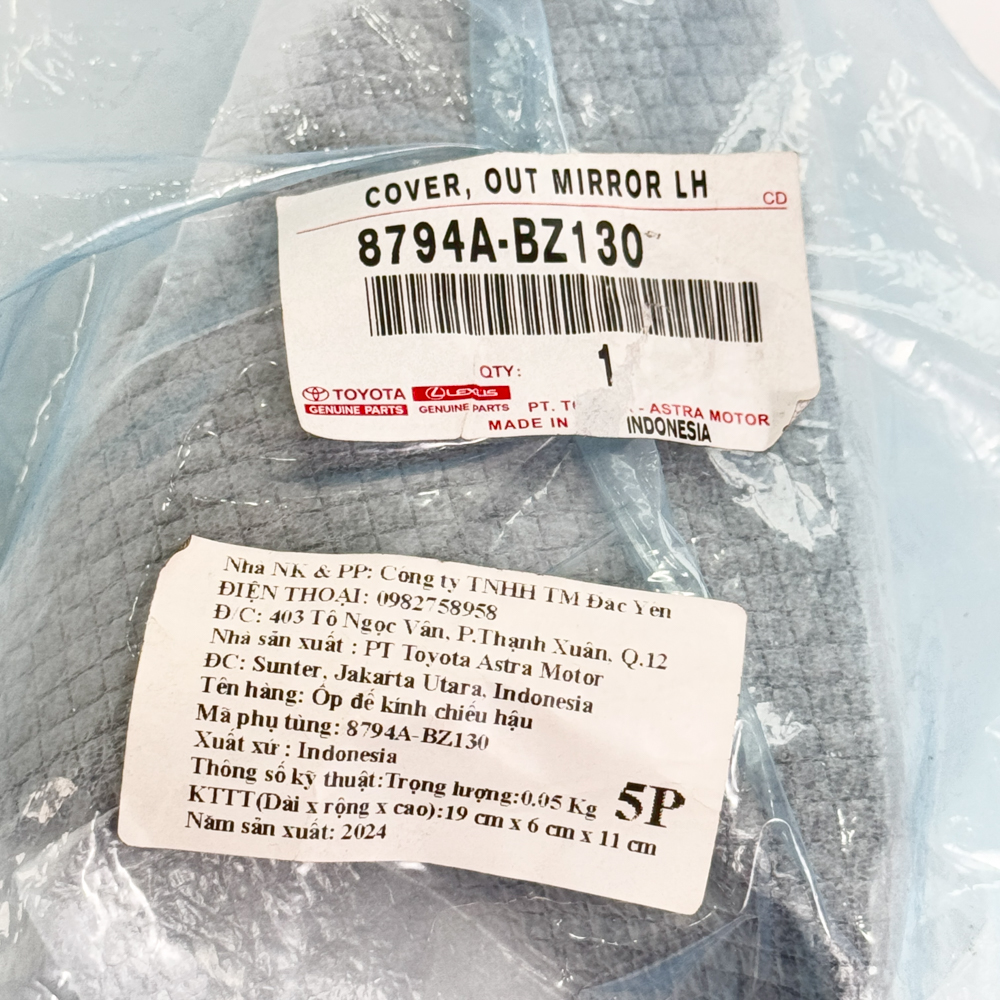 COVER, OUT MIRROR LH
CD
8794A-BZ130
QTY: 1
TOYOTA
GENUINE PARTS
LEXUS
GENUINE PARTS
PT. - ASTRA MOTOR
MADE IN INDONESIA
Nhà NK & PP: Công ty TNHH TM Đắc Yến
ĐIỆN THOẠI: 0982758958
Đ/C: 403 Tô Ngọc Vân, P.Thạnh Xuân, Q.12
Nhà sản xuất : PT Toyota Astra Motor
ĐC: Sunter, Jakarta Utara, Indonesia
Tên hàng: Ốp đế kính chiếu hậu
Mã phụ tùng: 8794A-BZ130
Xuất xứ : Indonesia
Thông số kỹ thuật:Trọng lượng:0.05 Kg
KTTT(Dài x rộng x cao):19 cm x 6 cm x 11 cm
Năm sản xuất: 2024
5P